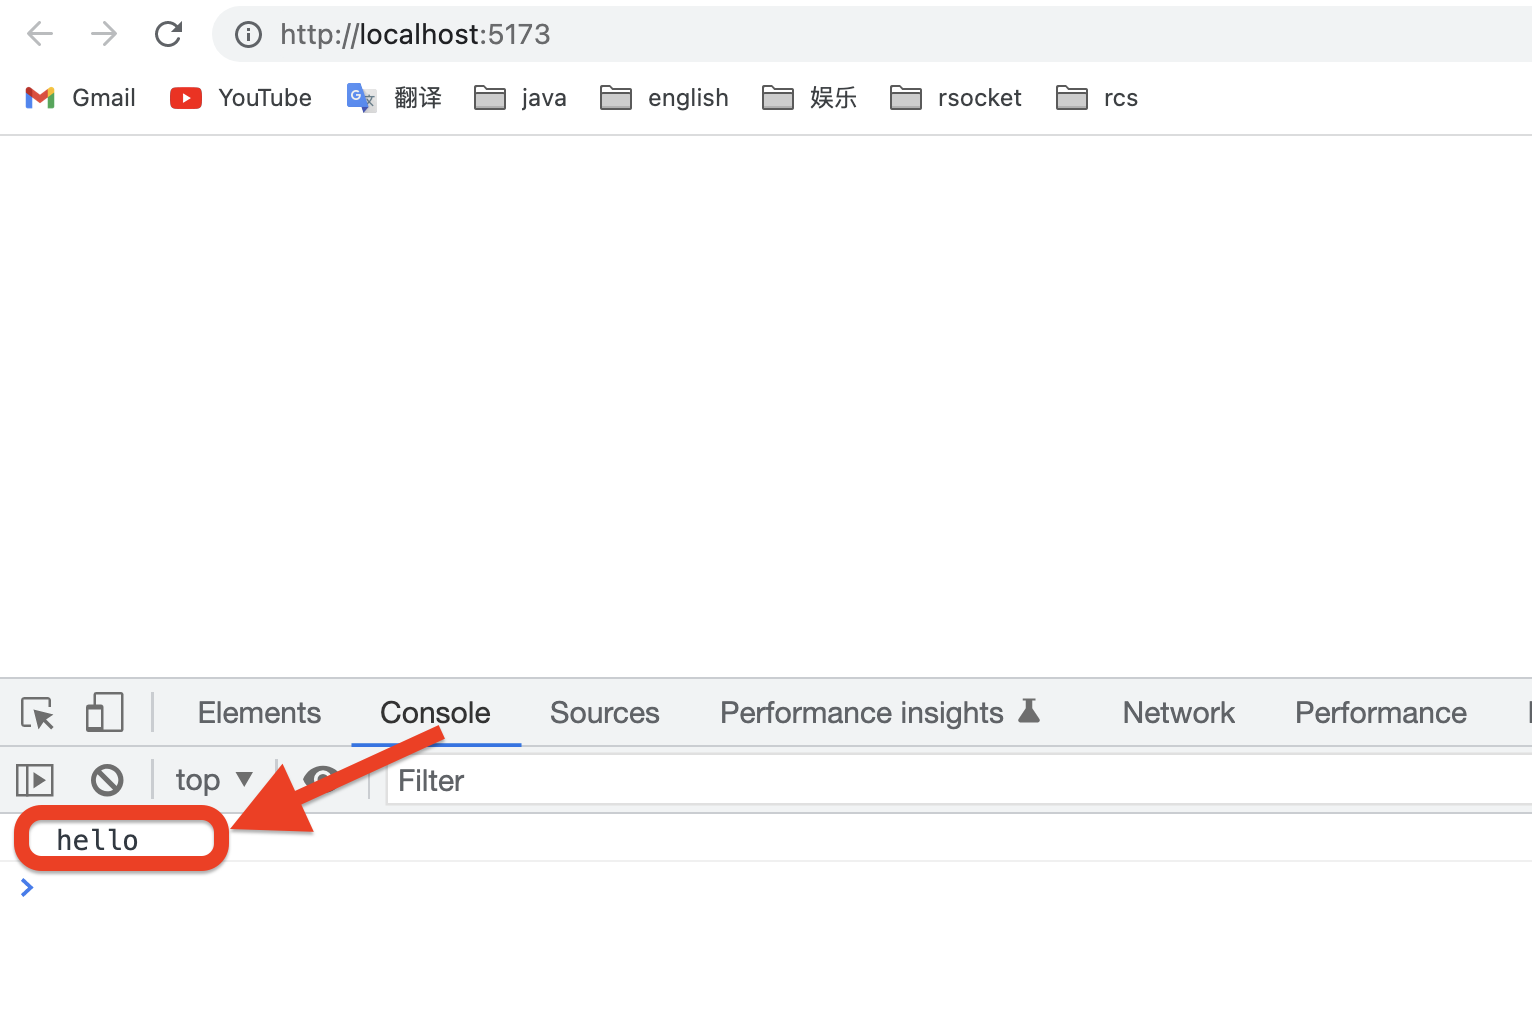 http://localhost:5173
Gmail YouTube 翻译 java english 娱乐 rsocket rcs
Elements Console Sources Performance insights Network Performance
top Filter
hello